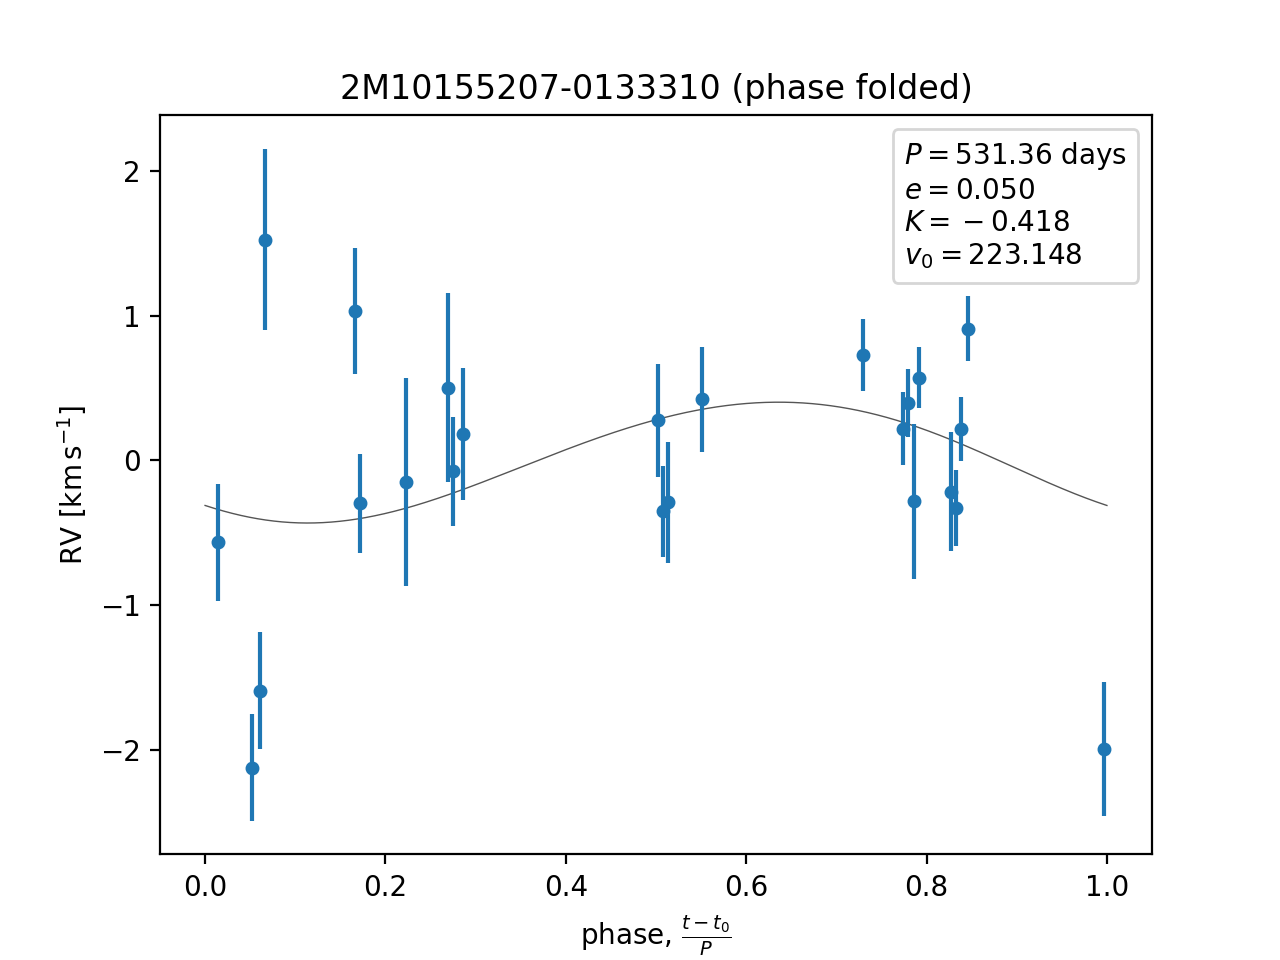 2M10155207-0133310 (phase folded)
P = 531.36 days
e = 0.050
K = −0.418
v₀ = 223.148
2
1
0
−1
−2
RV [km s⁻¹]
0.0 0.2 0.4 0.6 0.8 1.0
phase, (t − t₀)/P